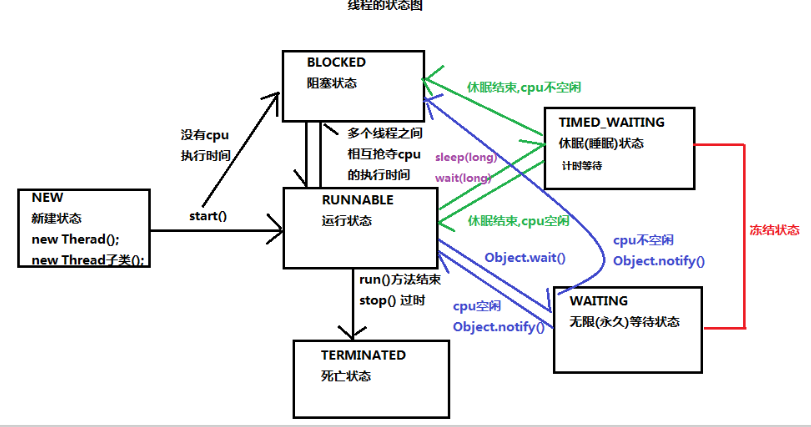 线程的状态图
BLOCKED
阻塞状态
休眠结束,cpu不空闲
没有cpu
执行时间
多个线程之间
相互抢夺cpu
的执行时间
TIMED_WAITING
休眠(睡眠)状态
计时等待
sleep(long)
wait(long)
NEW
新建状态
new Therad();
new Thread子类();
start()
RUNNABLE
运行状态
休眠结束,cpu空闲
冻结状态
cpu不空闲
Object.notify()
Object.wait()
run()方法结束
stop() 过时
cpu空闲
Object.notify()
WAITING
无限(永久)等待状态
TERMINATED
死亡状态